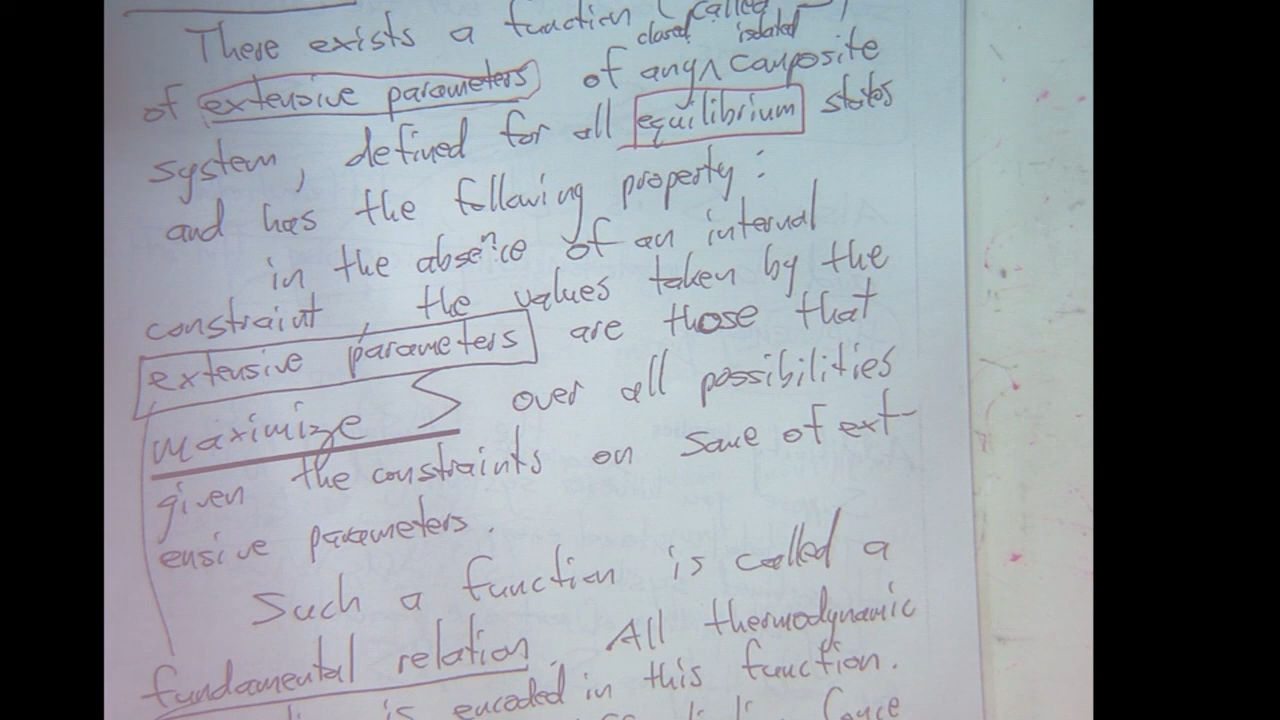 There exists a function (called
closed isolated
of extensive parameters of any ^ composite
system, defined for all equilibrium states
and has the following property:
in the absence of an internal
constraint, the values taken by the
extensive parameters are those that
maximize S over all possibilities
given the constraints on some of ext-
ensive parameters.
Such a function is called a
fundamental relation. All thermodynamic
is encoded in this function.